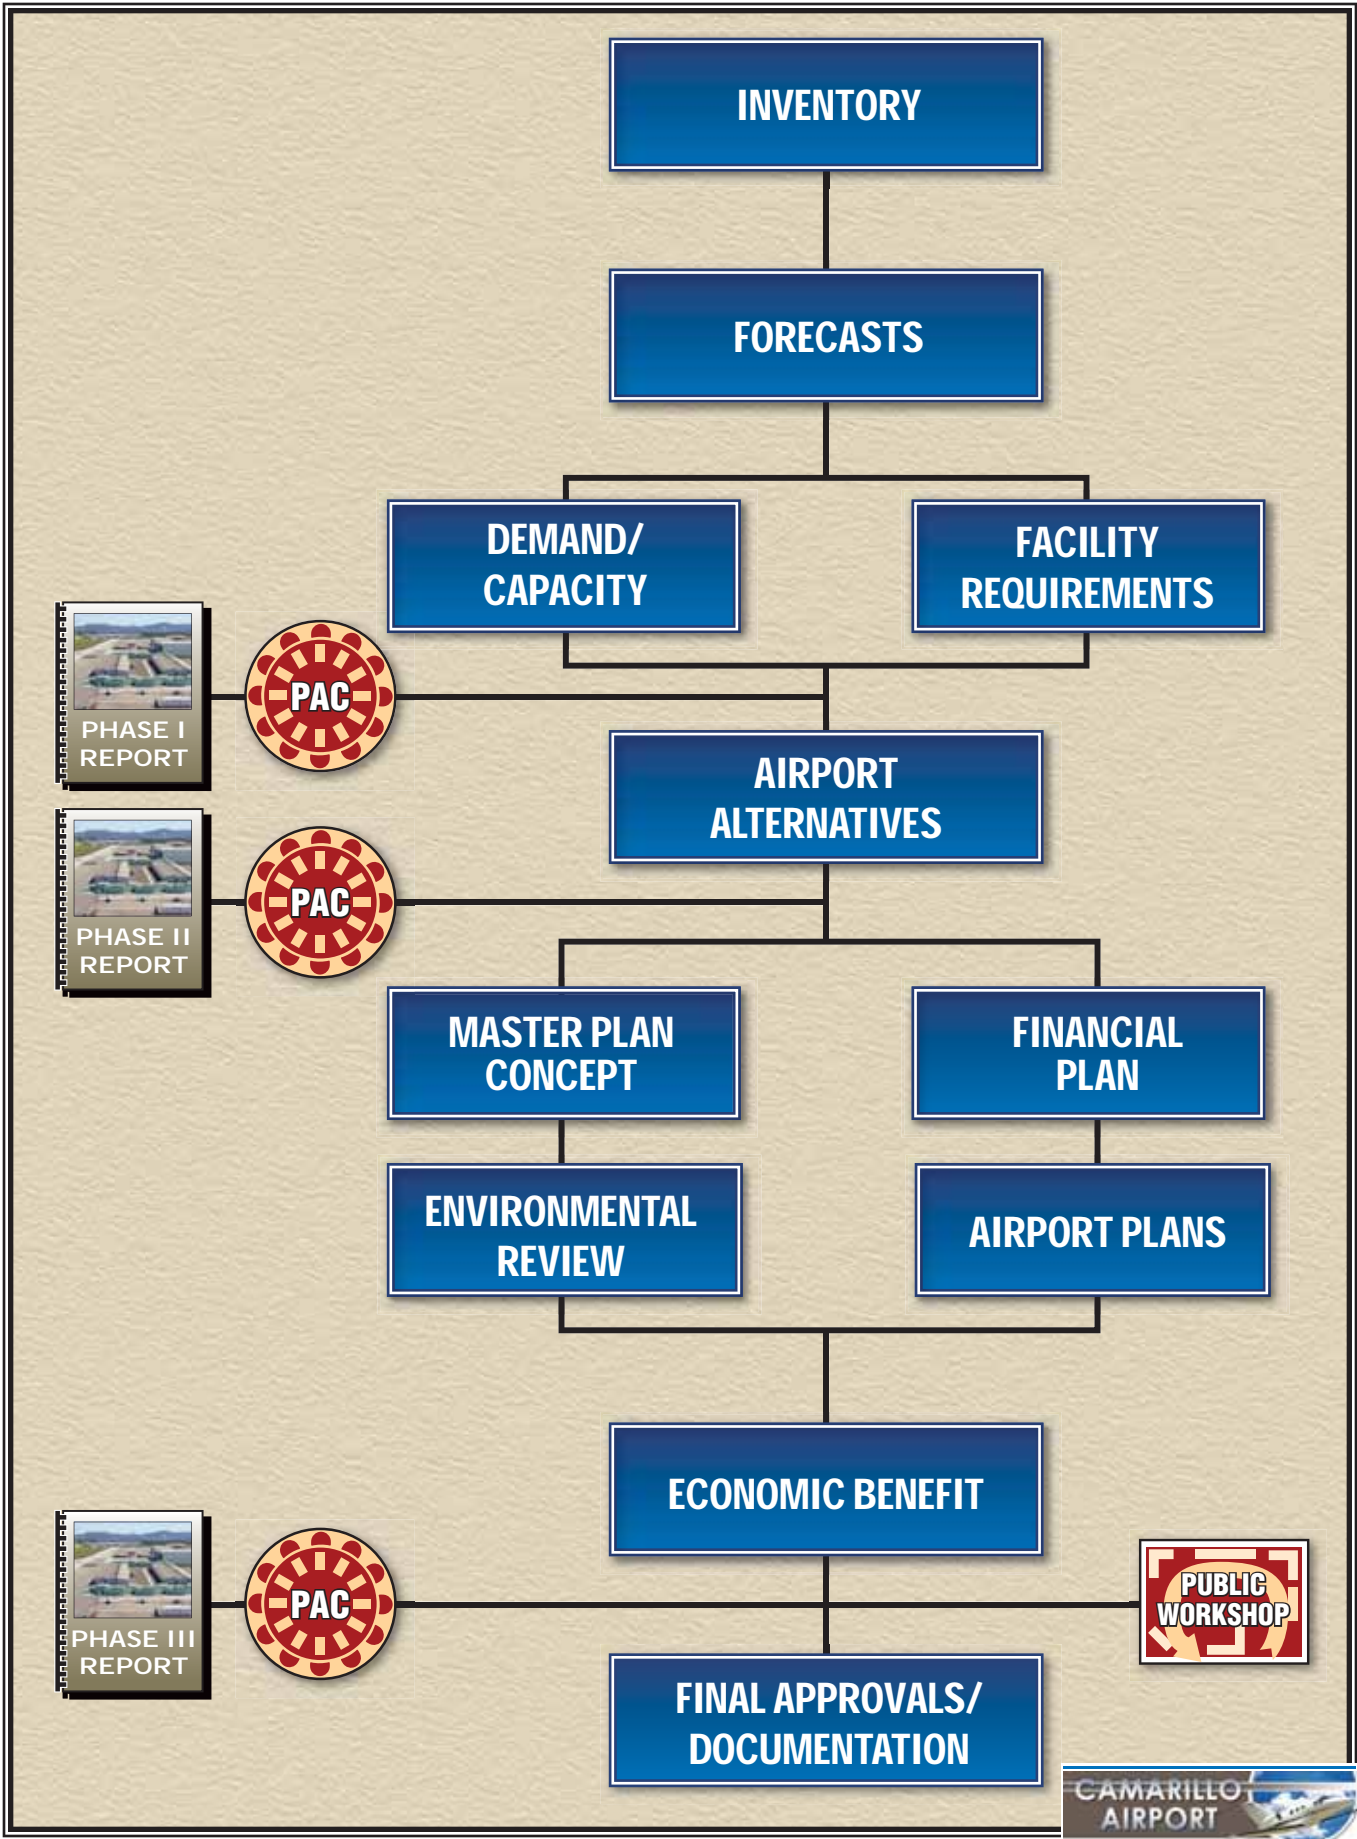 INVENTORY
FORECASTS
DEMAND/
CAPACITY
FACILITY
REQUIREMENTS
PHASE I
REPORT
PAC
AIRPORT
ALTERNATIVES
PHASE II
REPORT
PAC
MASTER PLAN
CONCEPT
FINANCIAL
PLAN
ENVIRONMENTAL
REVIEW
AIRPORT PLANS
ECONOMIC BENEFIT
PHASE III
REPORT
PAC
PUBLIC
WORKSHOP
FINAL APPROVALS/
DOCUMENTATION
CAMARILLO
AIRPORT